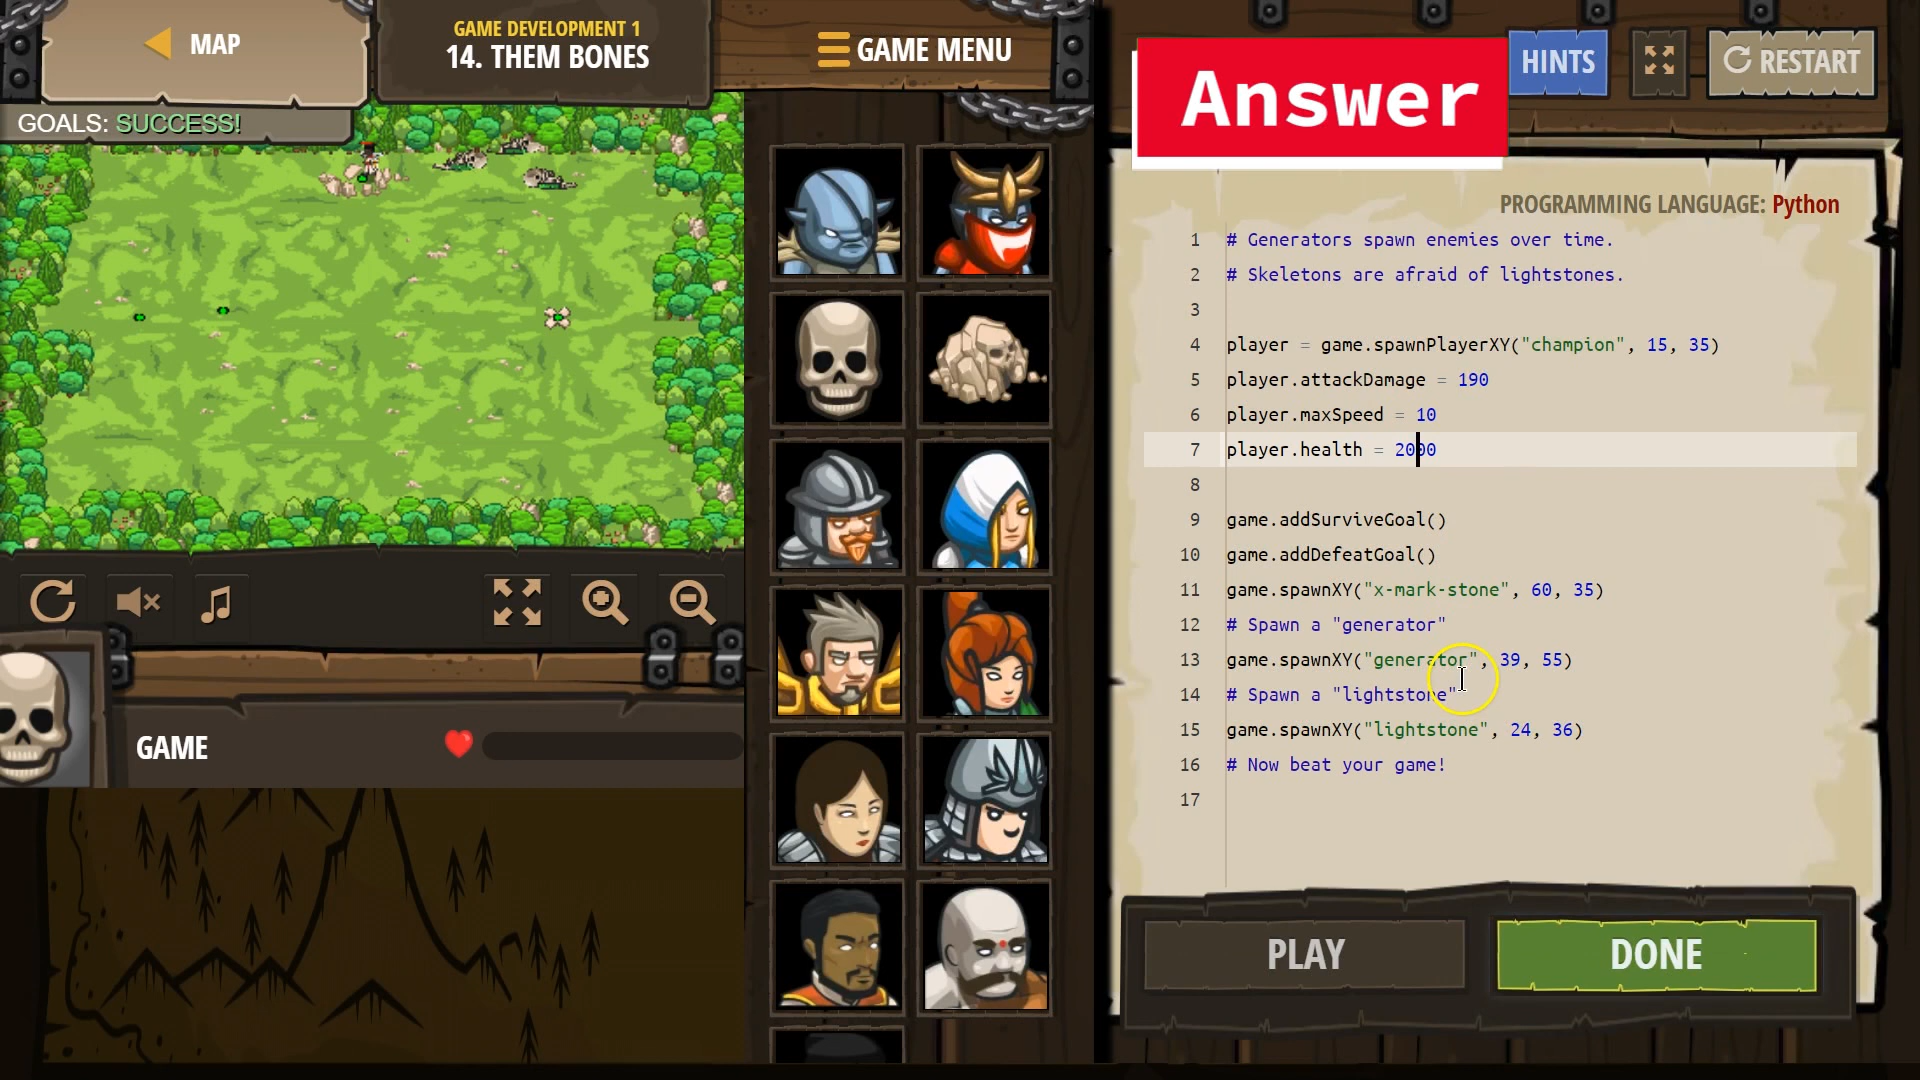 MAP
GAME DEVELOPMENT 1
14. THEM BONES
GAME MENU
Answer
HINTS
RESTART
GOALS: SUCCESS!
PROGRAMMING LANGUAGE: Python
1 # Generators spawn enemies over time.
2 # Skeletons are afraid of lightstones.
3
4 player = game.spawnPlayerXY("champion", 15, 35)
5 player.attackDamage = 190
6 player.maxSpeed = 10
7 player.health = 2000
8
9 game.addSurviveGoal()
10 game.addDefeatGoal()
11 game.spawnXY("x-mark-stone", 60, 35)
12 # Spawn a "generator"
13 game.spawnXY("generator", 39, 55)
14 # Spawn a "lightstone"
15 game.spawnXY("lightstone", 24, 36)
16 # Now beat your game!
17
GAME
PLAY
DONE